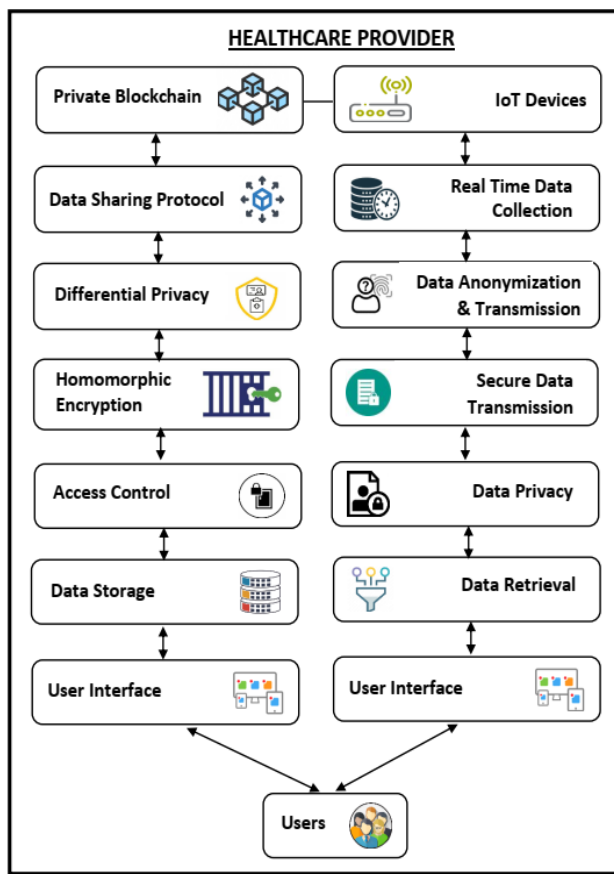 HEALTHCARE PROVIDER
Private Blockchain
IoT Devices
Data Sharing Protocol
Real Time Data
Collection
Differential Privacy
Data Anonymization
& Transmission
Homomorphic
Encryption
Secure Data
Transmission
Access Control
Data Privacy
Data Storage
Data Retrieval
User Interface
User Interface
Users